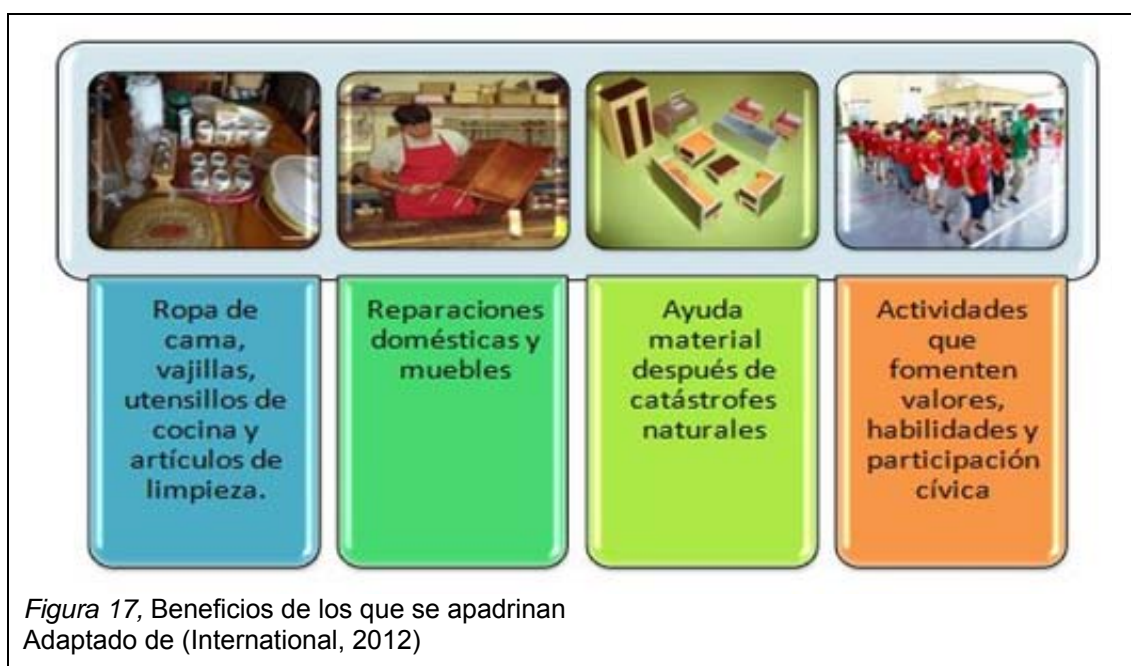 Ropa de
cama,
vajillas,
utensillos de
cocina y
artículos de
limpieza.
Reparaciones
domésticas y
muebles
Ayuda
material
después de
catástrofes
naturales
Actividades
que
fomenten
valores,
habilidades y
participación
cívica
Figura 17, Beneficios de los que se apadrinan
Adaptado de (International, 2012)